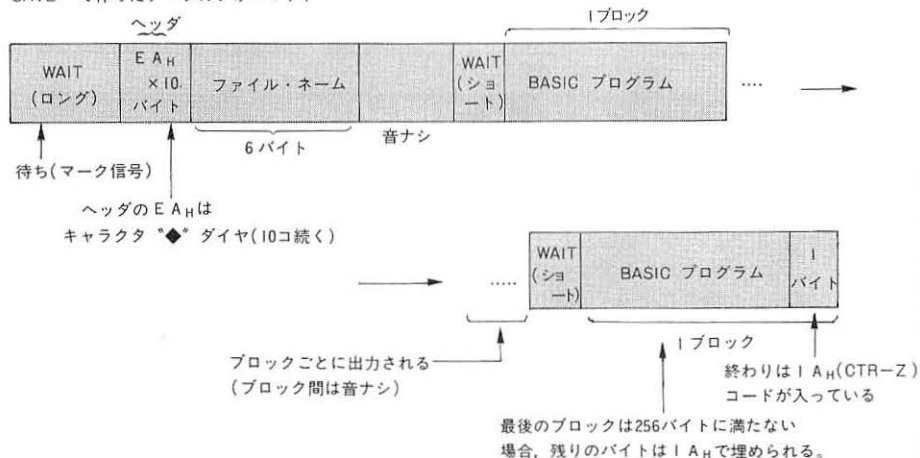 ヘッダ
1ブロック
WAIT
(ロング)
EAH
×10
バイト
ファイル・ネーム
WAIT
(ショ
ート)
BASIC プログラム
....
6バイト
音ナシ
待ち(マーク信号)
ヘッダのEAHは
キャラクタ〝◆〟ダイヤ(10コ続く)
.....
WAIT
(ショ
ート)
BASIC プログラム
1
バイト
1ブロック
ブロックごとに出力される
(ブロック間は音ナシ)
終わりは1AH(CTR−Z)
コードが入っている
最後のブロックは256バイトに満たない
場合,残りのバイトは1AHで埋められる。